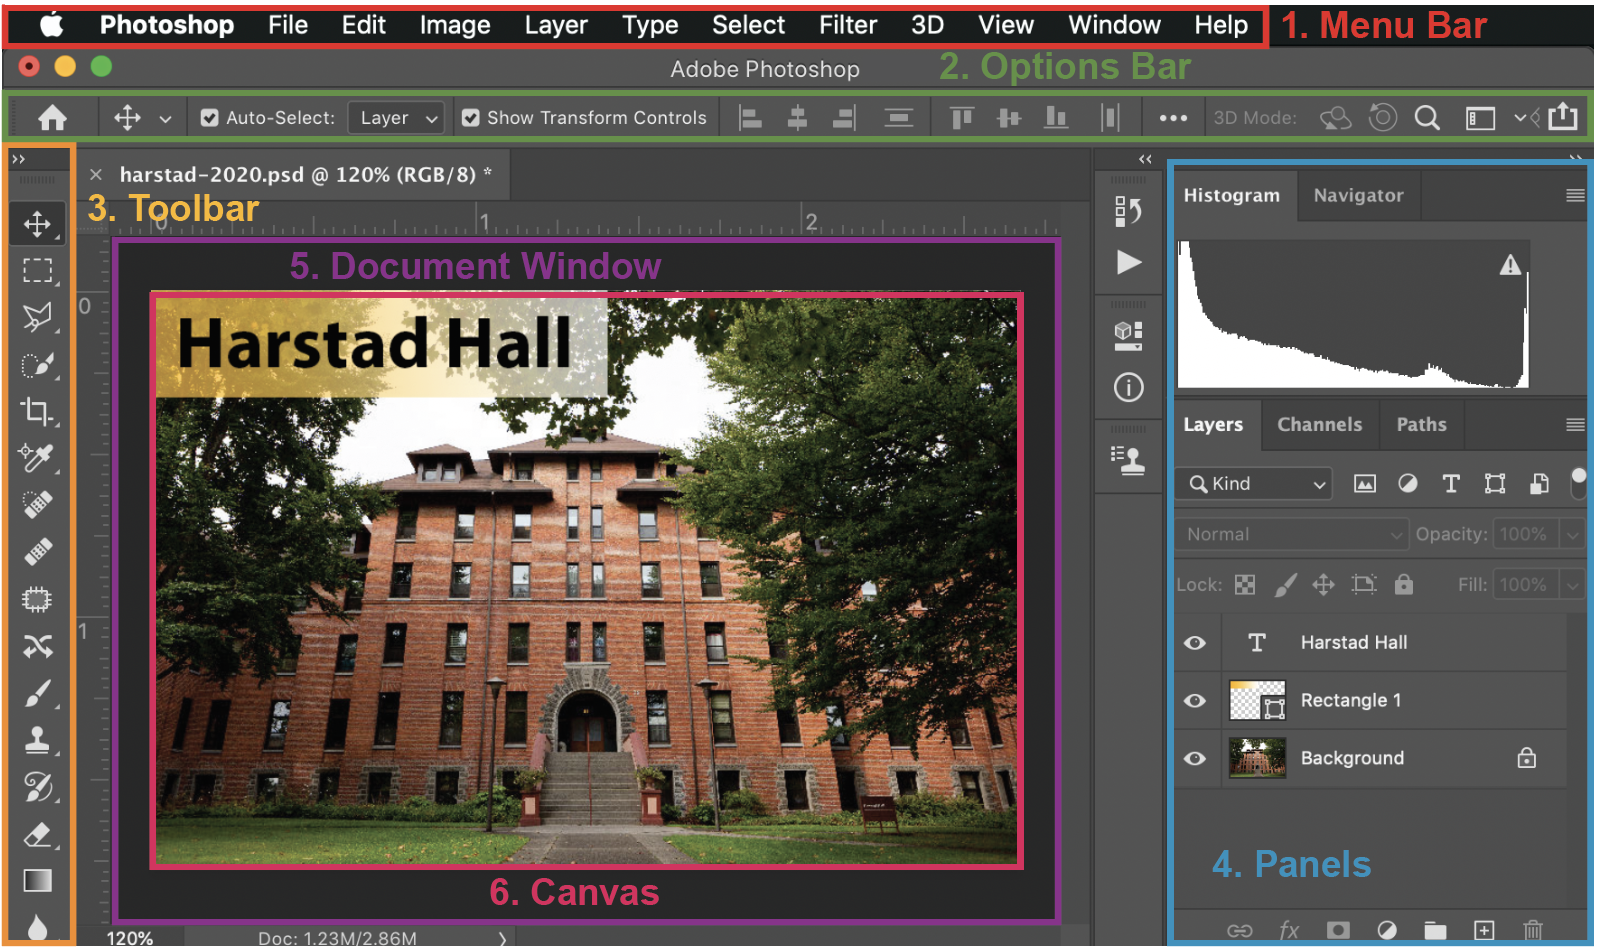 Photoshop File Edit Image Layer Type Select Filter 3D View Window Help
1. Menu Bar
Adobe Photoshop
2. Options Bar
Auto-Select: Layer Show Transform Controls 3D Mode:
harstad-2020.psd @ 120% (RGB/8) *
3. Toolbar
0 1 2
5. Document Window
0
Harstad Hall
1
6. Canvas
120% Doc: 1.23M/2.86M
Histogram Navigator
Layers Channels Paths
Kind
Normal Opacity: 100%
Lock: Fill: 100%
T Harstad Hall
Rectangle 1
Background
4. Panels
fx